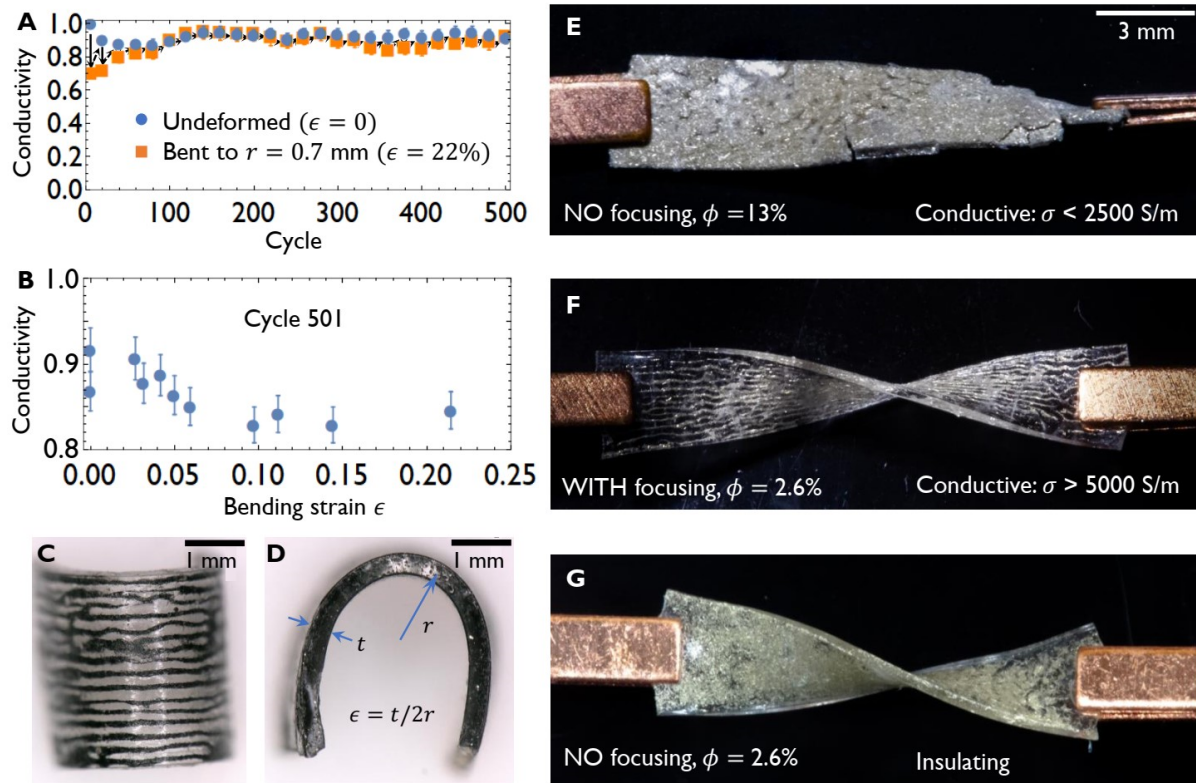 A
1.0
0.8
0.6
0.4
0.2
0.0
Conductivity
Undeformed (ϵ = 0)
Bent to r = 0.7 mm (ϵ = 22%)
0 100 200 300 400 500
Cycle
B
1.0
0.9
0.8
Conductivity
Cycle 501
0.00 0.05 0.10 0.15 0.20 0.25
Bending strain ϵ
C
1 mm
D
1 mm
t
r
ϵ = t/2r
E
3 mm
NO focusing, ϕ =13%
Conductive: σ < 2500 S/m
F
WITH focusing, ϕ = 2.6%
Conductive: σ > 5000 S/m
G
NO focusing, ϕ = 2.6%
Insulating